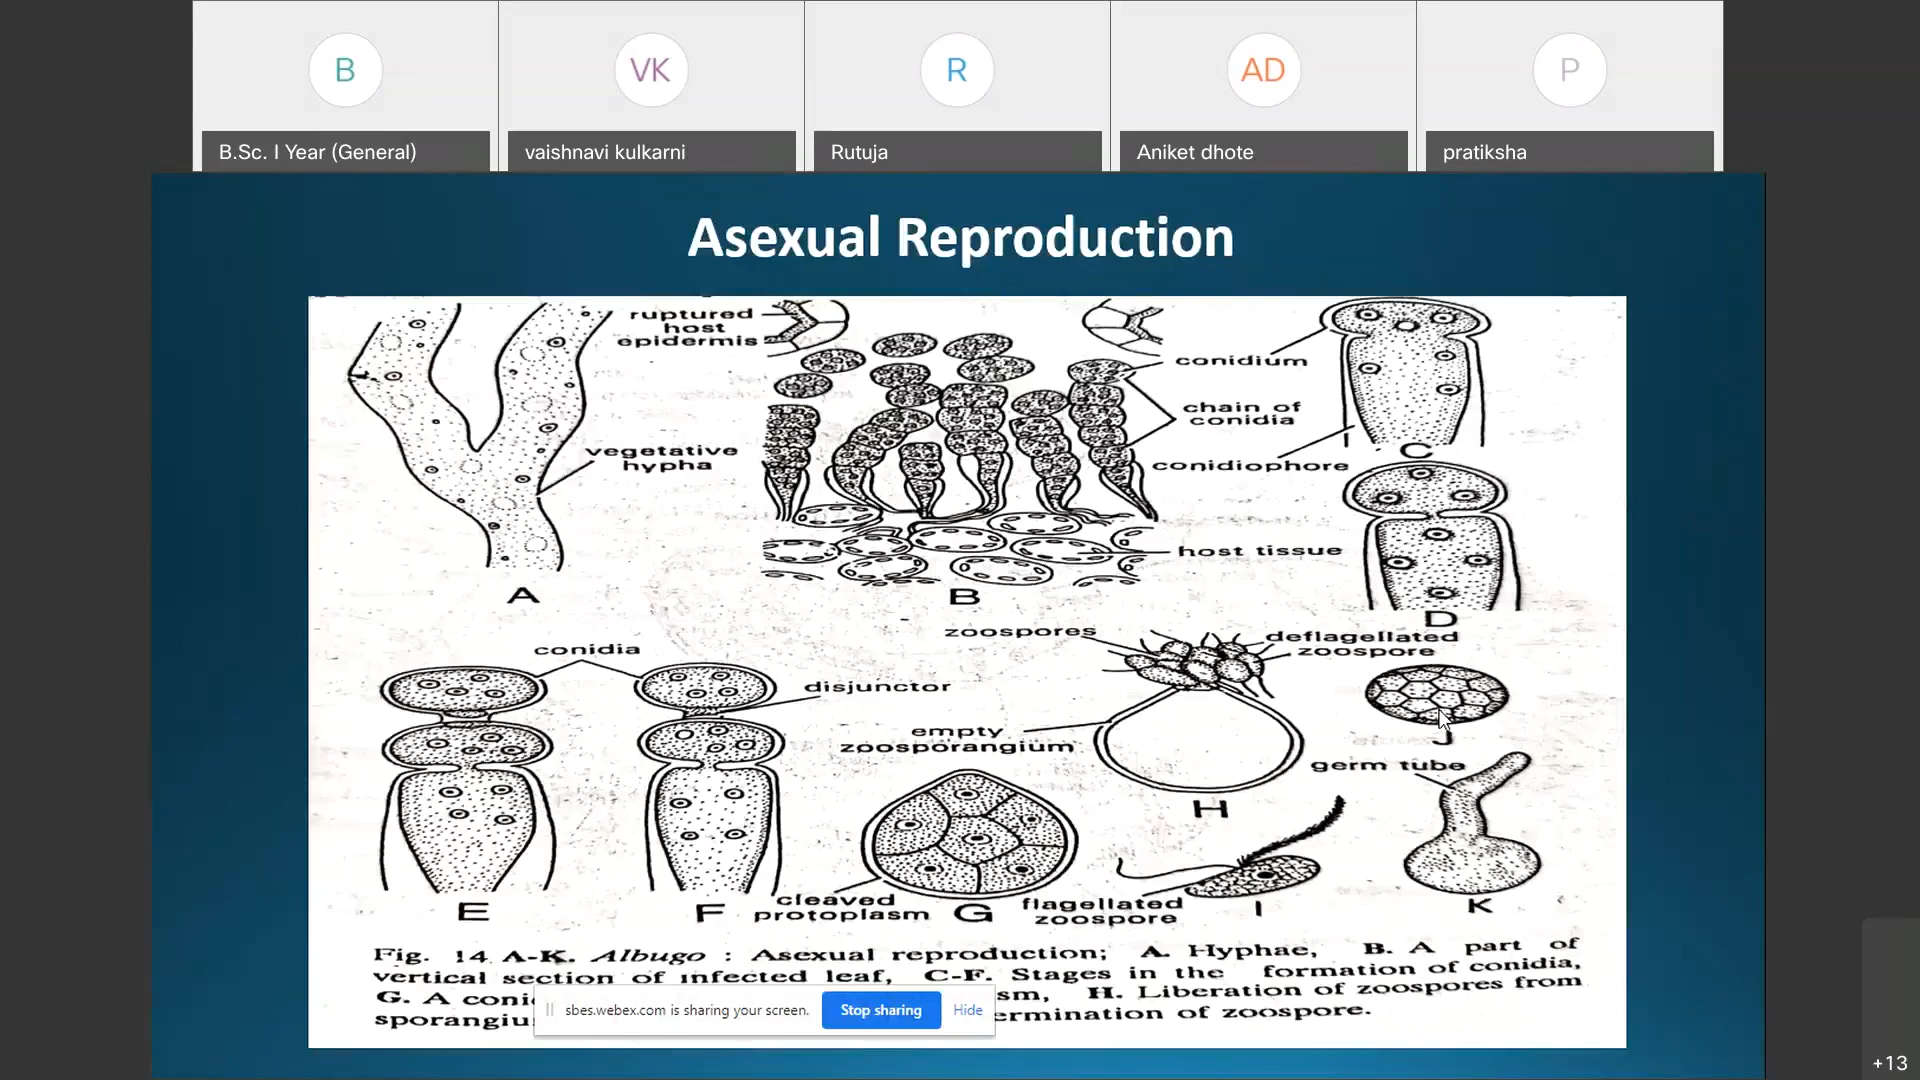 B
VK
R
AD
P
B.Sc. I Year (General)
vaishnavi kulkarni
Rutuja
Aniket dhote
pratiksha
Asexual Reproduction
ruptured
host
epidermis
vegetative
hypha
A
conidium
chain of
conidia
conidiophore
host tissue
B
C
D
conidia
disjunctor
E
F
zoospores
deflagellated
zoospore
empty
zoosporangium
H
J
germ tube
cleaved
protoplasm
G
flagellated
zoospore
I
K
Fig. 14 A-K. Albugo : Asexual reproduction; A. Hyphae, B. A part of
vertical section of infected leaf, C-F. Stages in the formation of conidia,
G. A H. Liberation of zoospores from
of zoospore.
sbes.webex.com is sharing your screen.
Stop sharing
Hide
+13